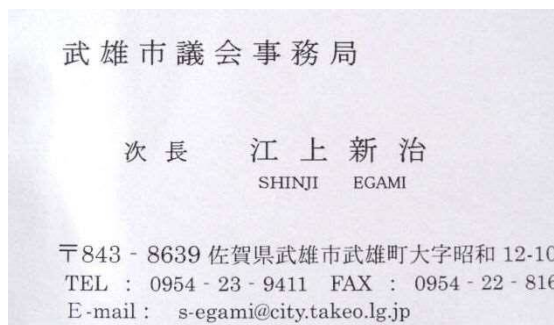 武雄市議会事務局
次長 江上新治
SHINJI EGAMI
〒843 - 8639 佐賀県武雄市武雄町大字昭和 12-10
TEL : 0954 - 23 - 9411 FAX : 0954 - 22 - 816
E-mail : s-egami@city.takeo.lg.jp